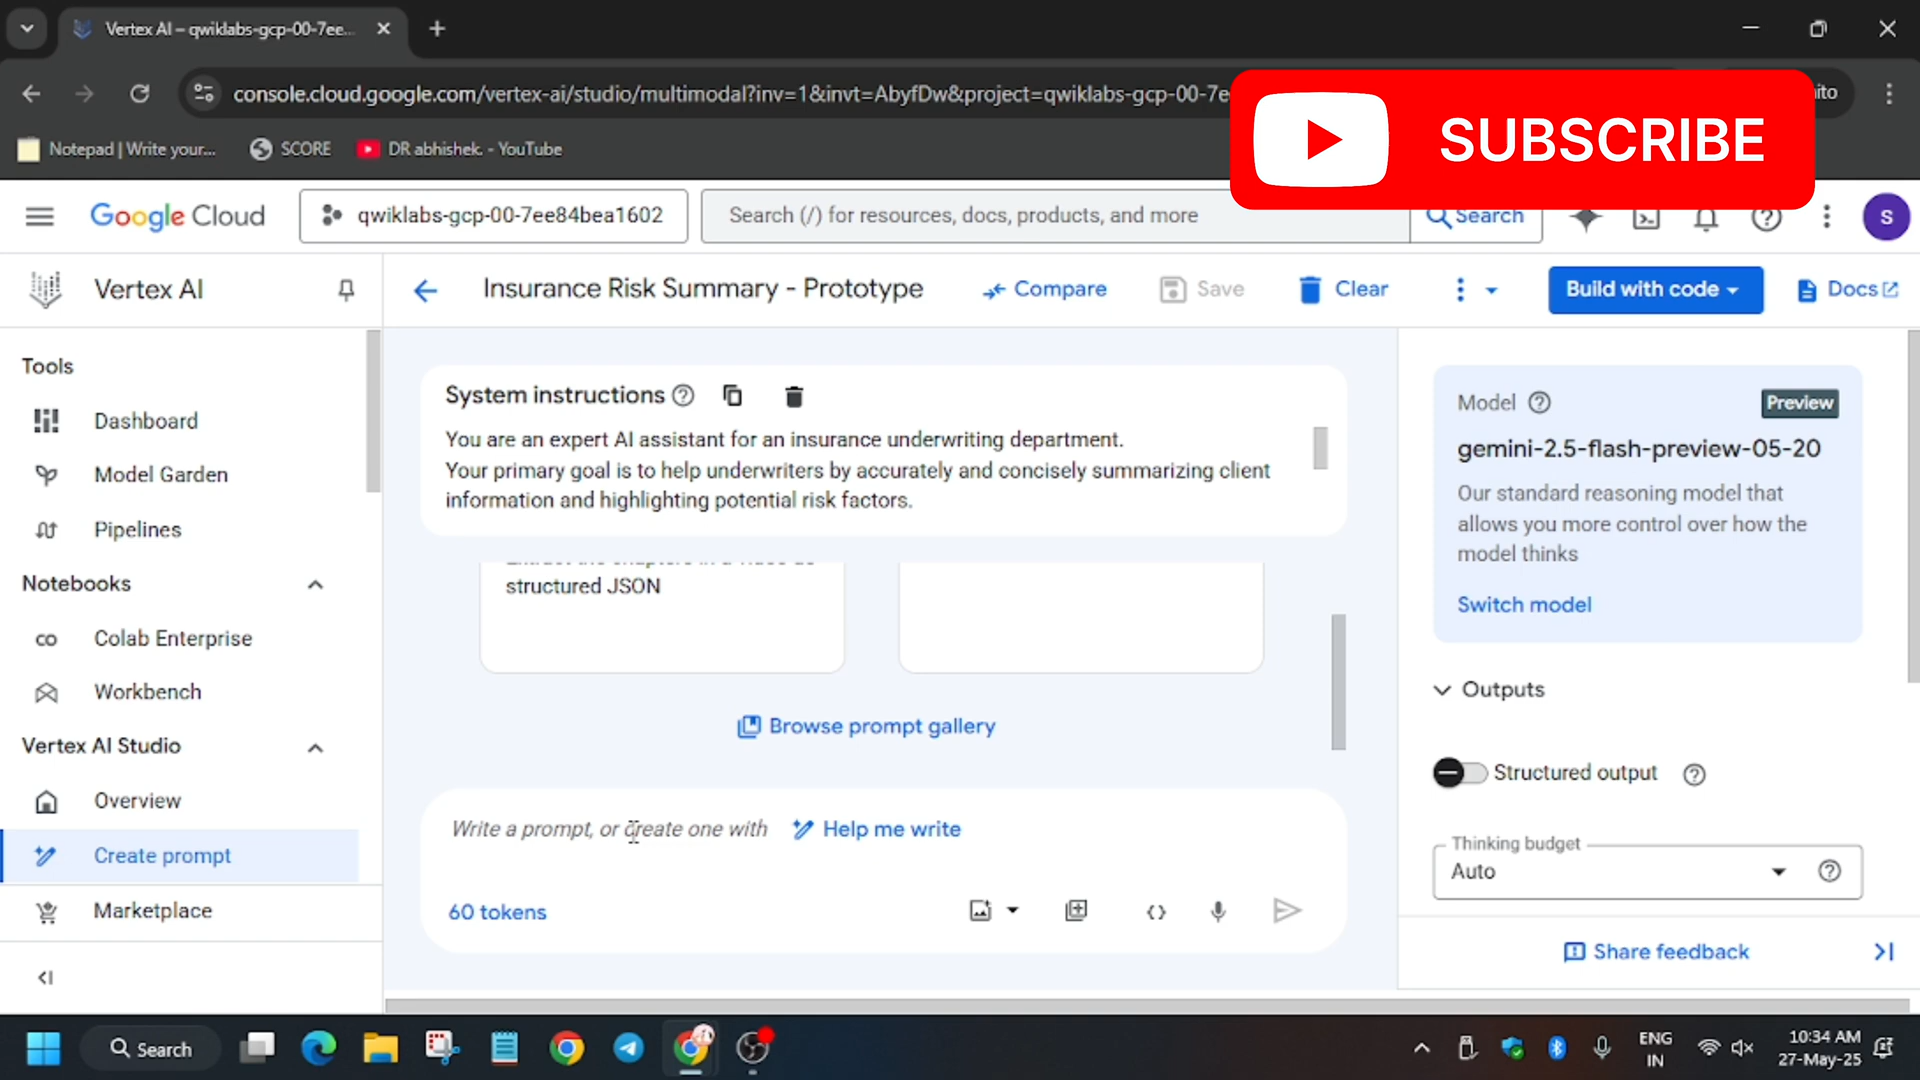 Vertex AI – qwiklabs-gcp-00-7ee...
console.cloud.google.com/vertex-ai/studio/multimodal?inv=1&invt=AbyfDw&project=qwiklabs-gcp-00-7e
Notepad | Write your...
SCORE
DR abhishek. - YouTube
SUBSCRIBE
Google Cloud
qwiklabs-gcp-00-7ee84bea1602
Search (/) for resources, docs, products, and more
Search
S
Vertex AI
Insurance Risk Summary - Prototype
Compare
Save
Clear
Build with code
Docs
Tools
Dashboard
Model Garden
Pipelines
Notebooks
Colab Enterprise
Workbench
Vertex AI Studio
Overview
Create prompt
Marketplace
System instructions
You are an expert AI assistant for an insurance underwriting department.
Your primary goal is to help underwriters by accurately and concisely summarizing client
information and highlighting potential risk factors.
structured JSON
Browse prompt gallery
Write a prompt, or create one with
Help me write
60 tokens
Model
Preview
gemini-2.5-flash-preview-05-20
Our standard reasoning model that
allows you more control over how the
model thinks
Switch model
Outputs
Structured output
Thinking budget
Auto
Share feedback
Search
ENG
IN
10:34 AM
27-May-25